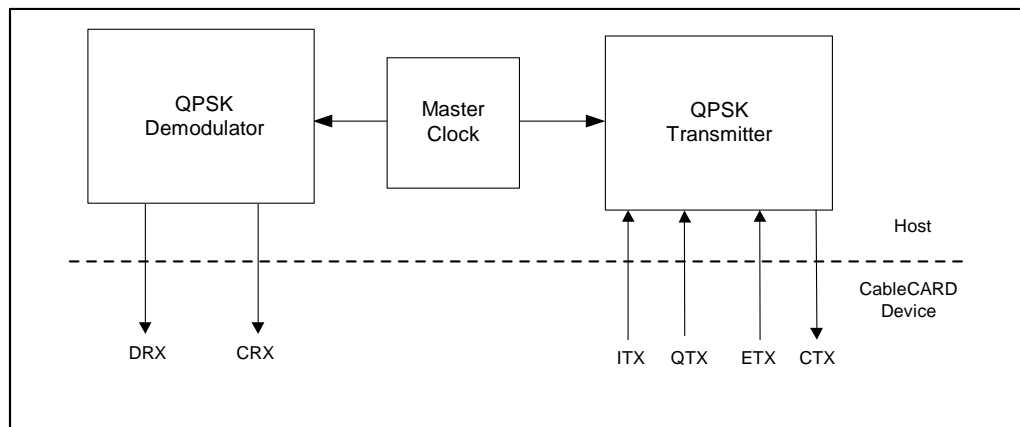 QPSK
Demodulator
Master
Clock
QPSK
Transmitter
Host
CableCARD
Device
DRX
CRX
ITX
QTX
ETX
CTX